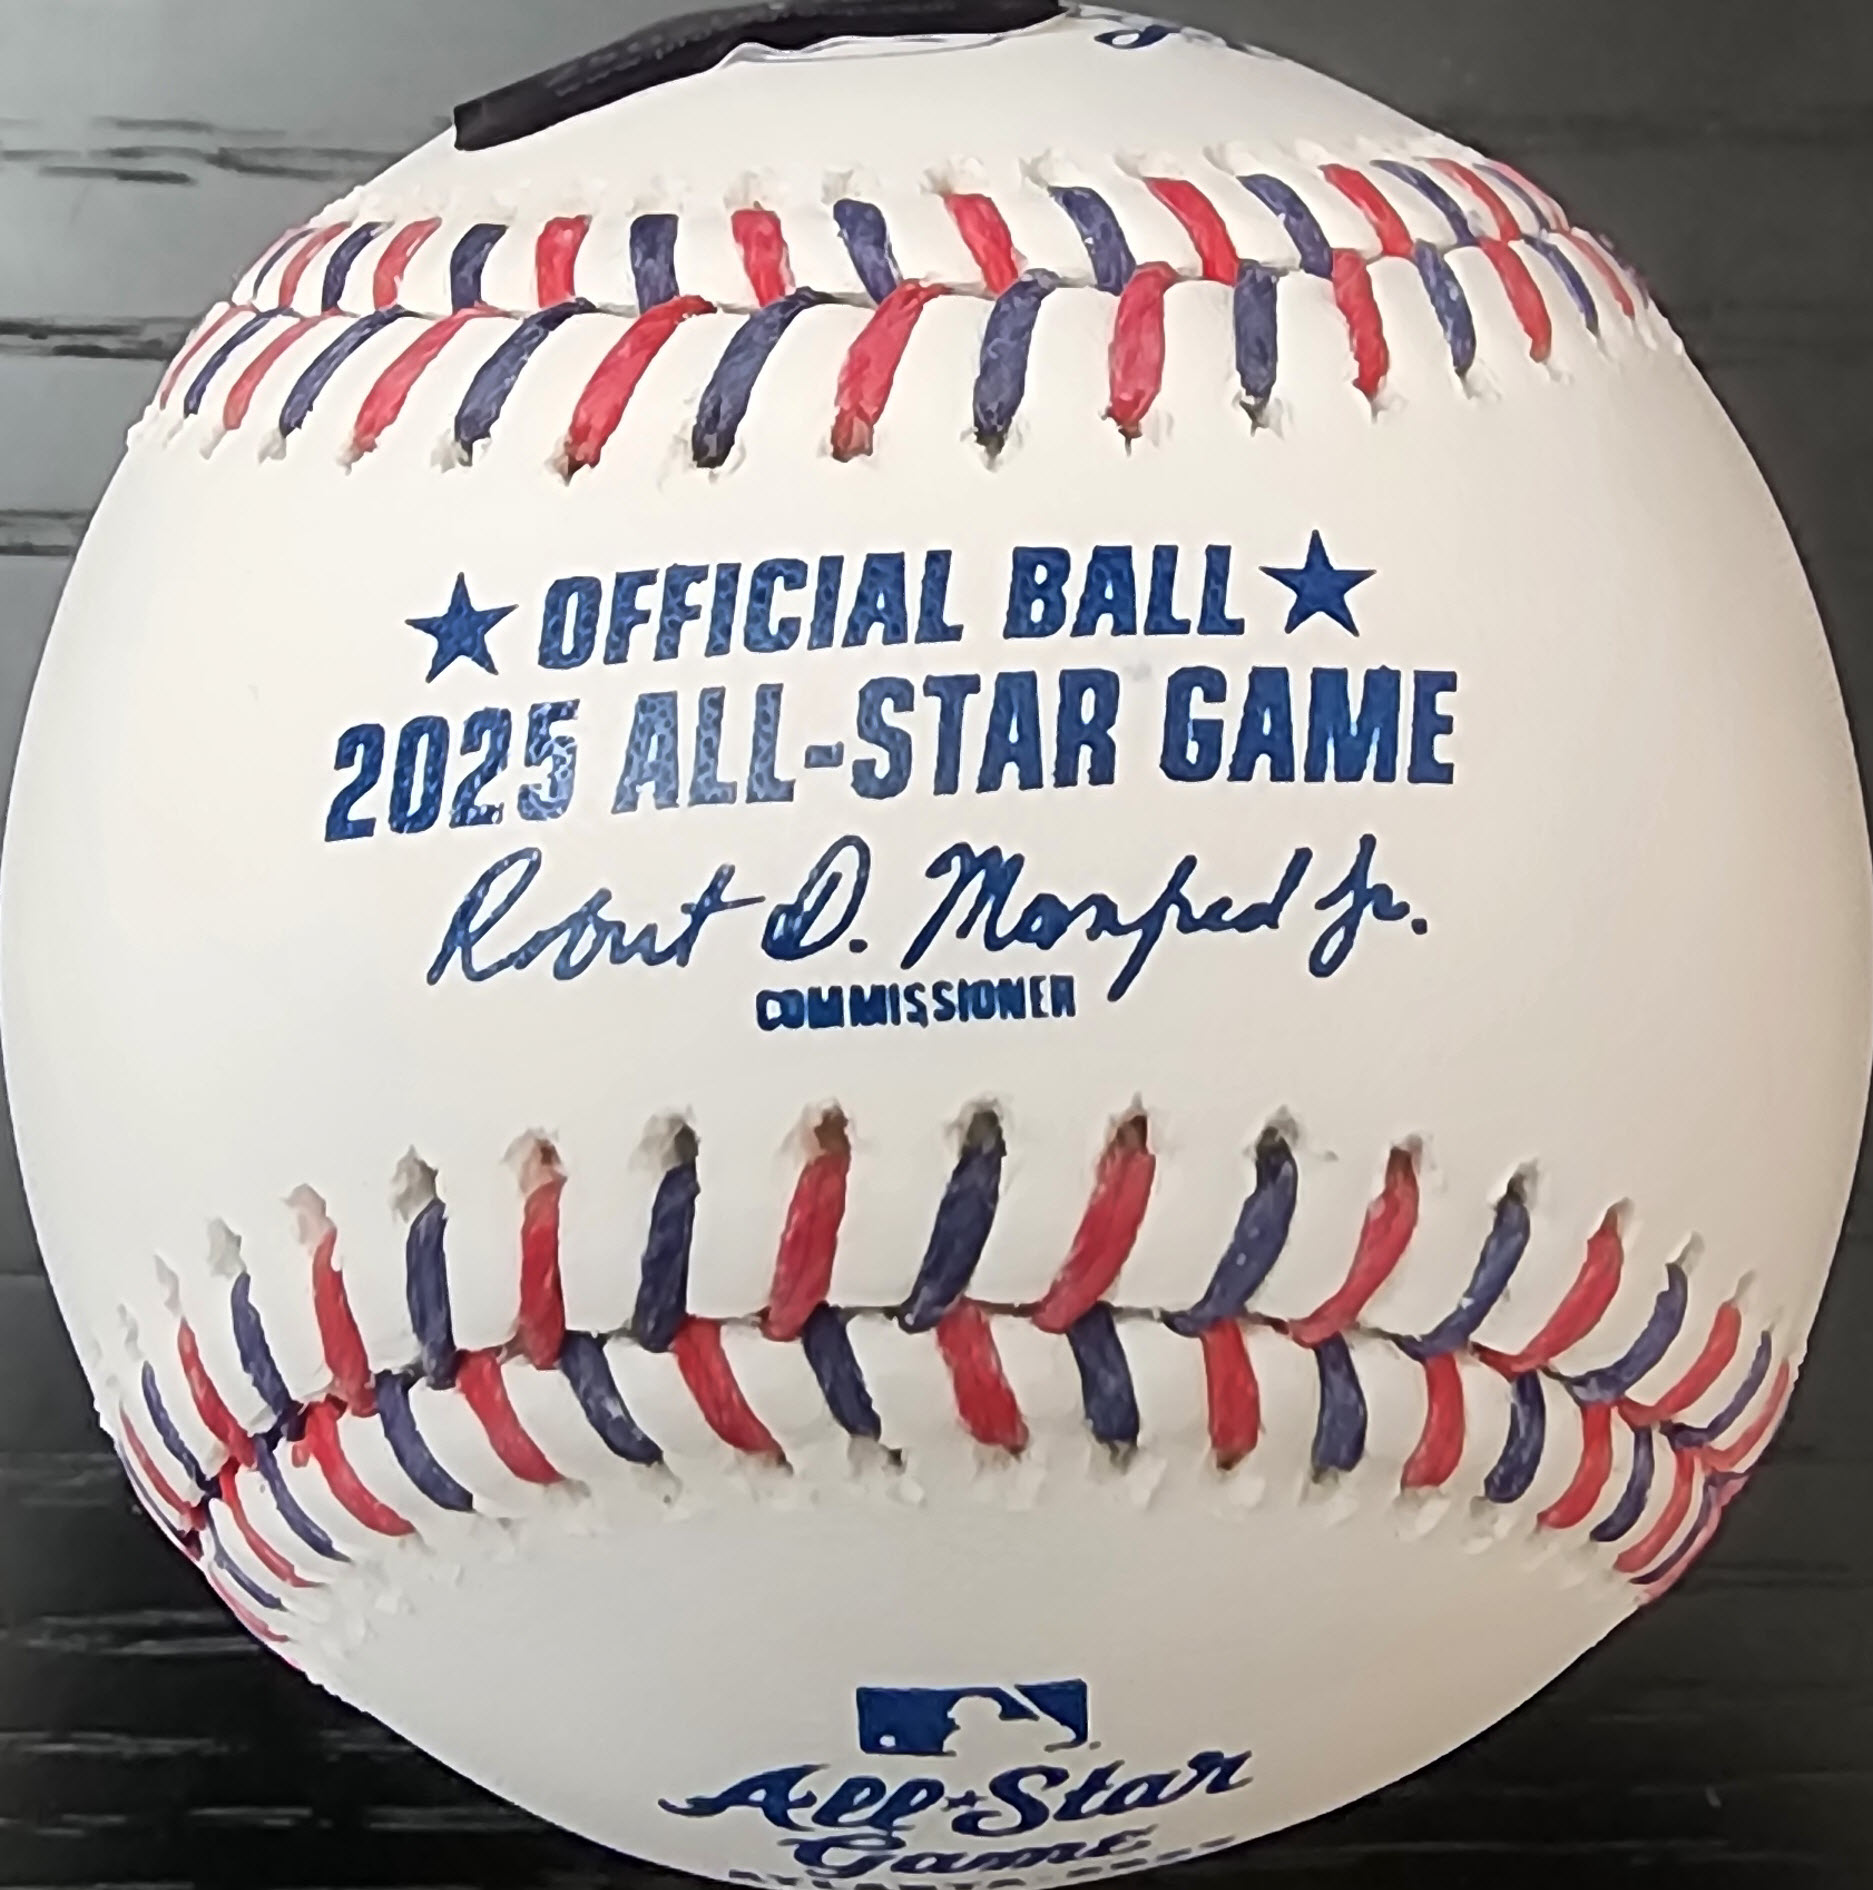 ★ OFFICIAL BALL ★
2025 ALL-STAR GAME
Robert D. Manfred Jr.
COMMISSIONER
All★Star
Game